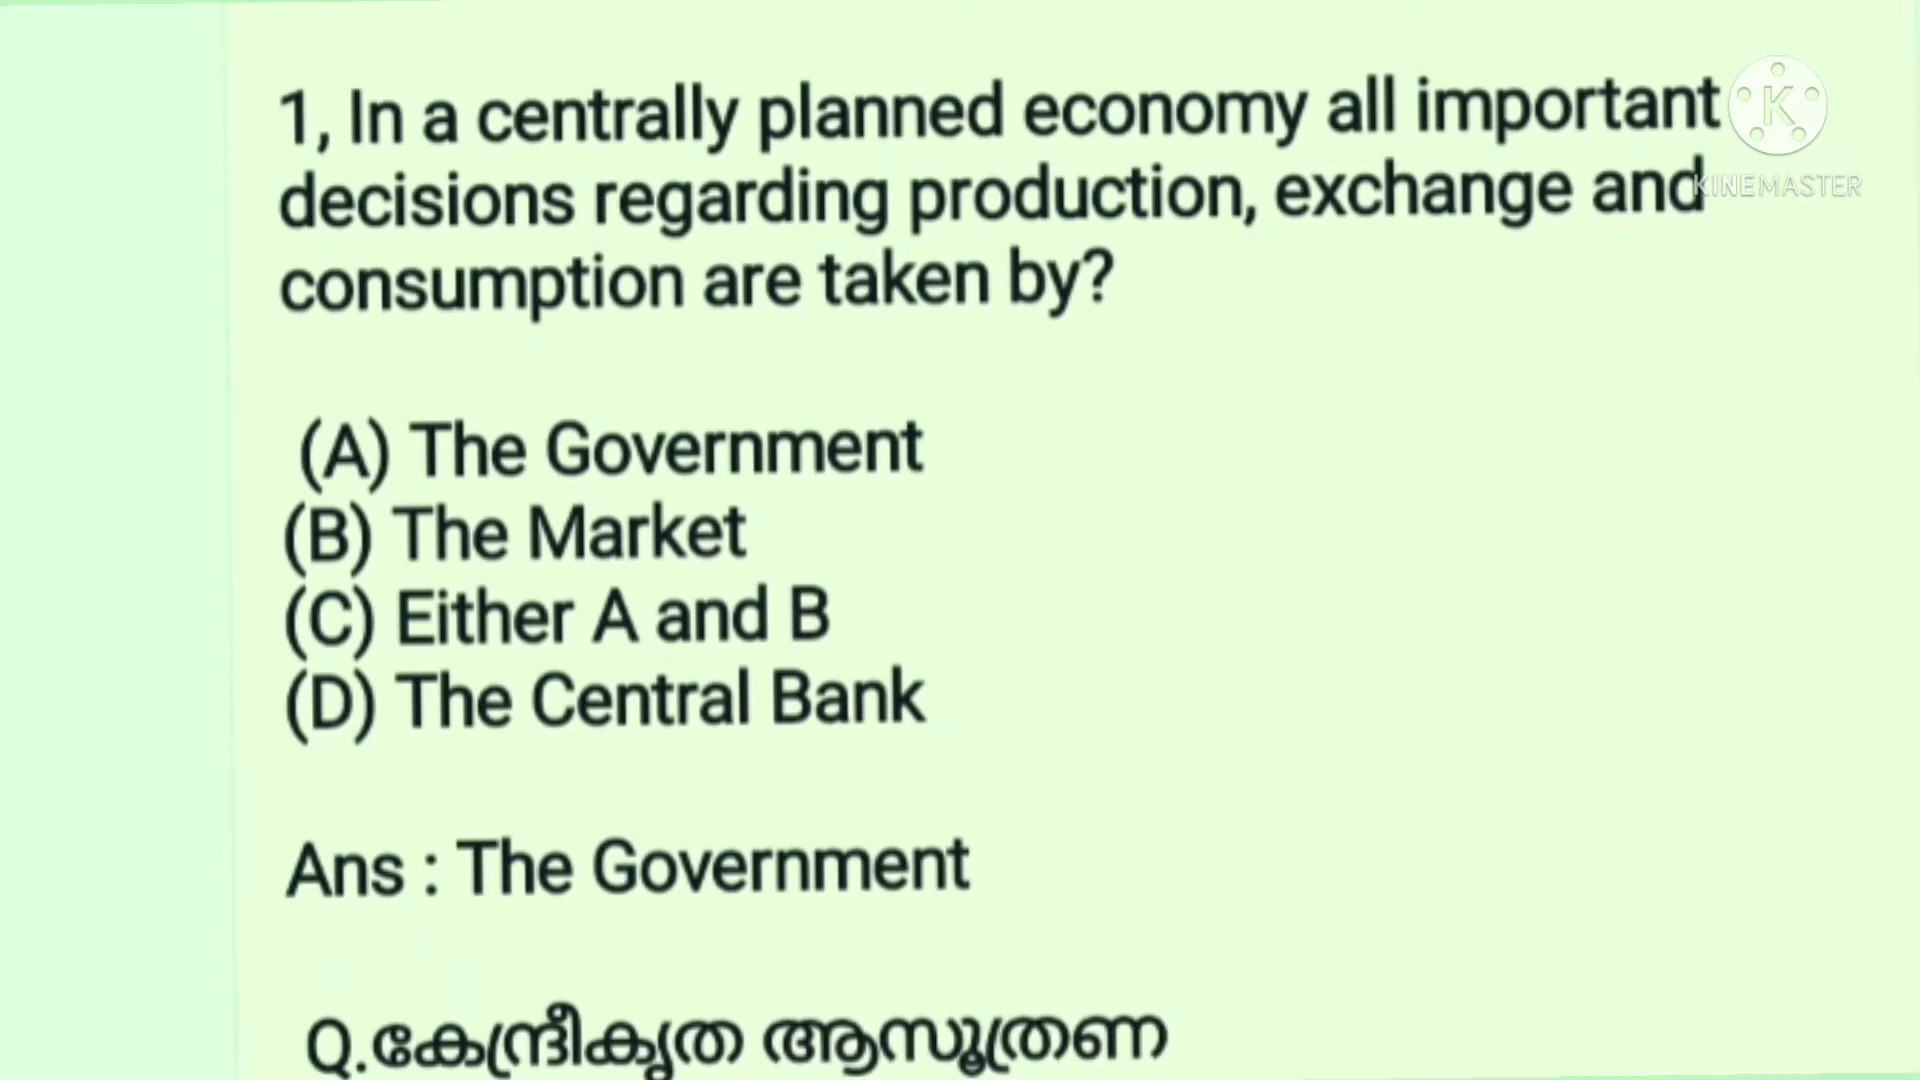 1, In a centrally planned economy all important
decisions regarding production, exchange and
consumption are taken by?
(A) The Government
(B) The Market
(C) Either A and B
(D) The Central Bank
Ans : The Government
Q.കേന്ദ്രീകൃത ആസൂത്രണ
K
KINEMASTER